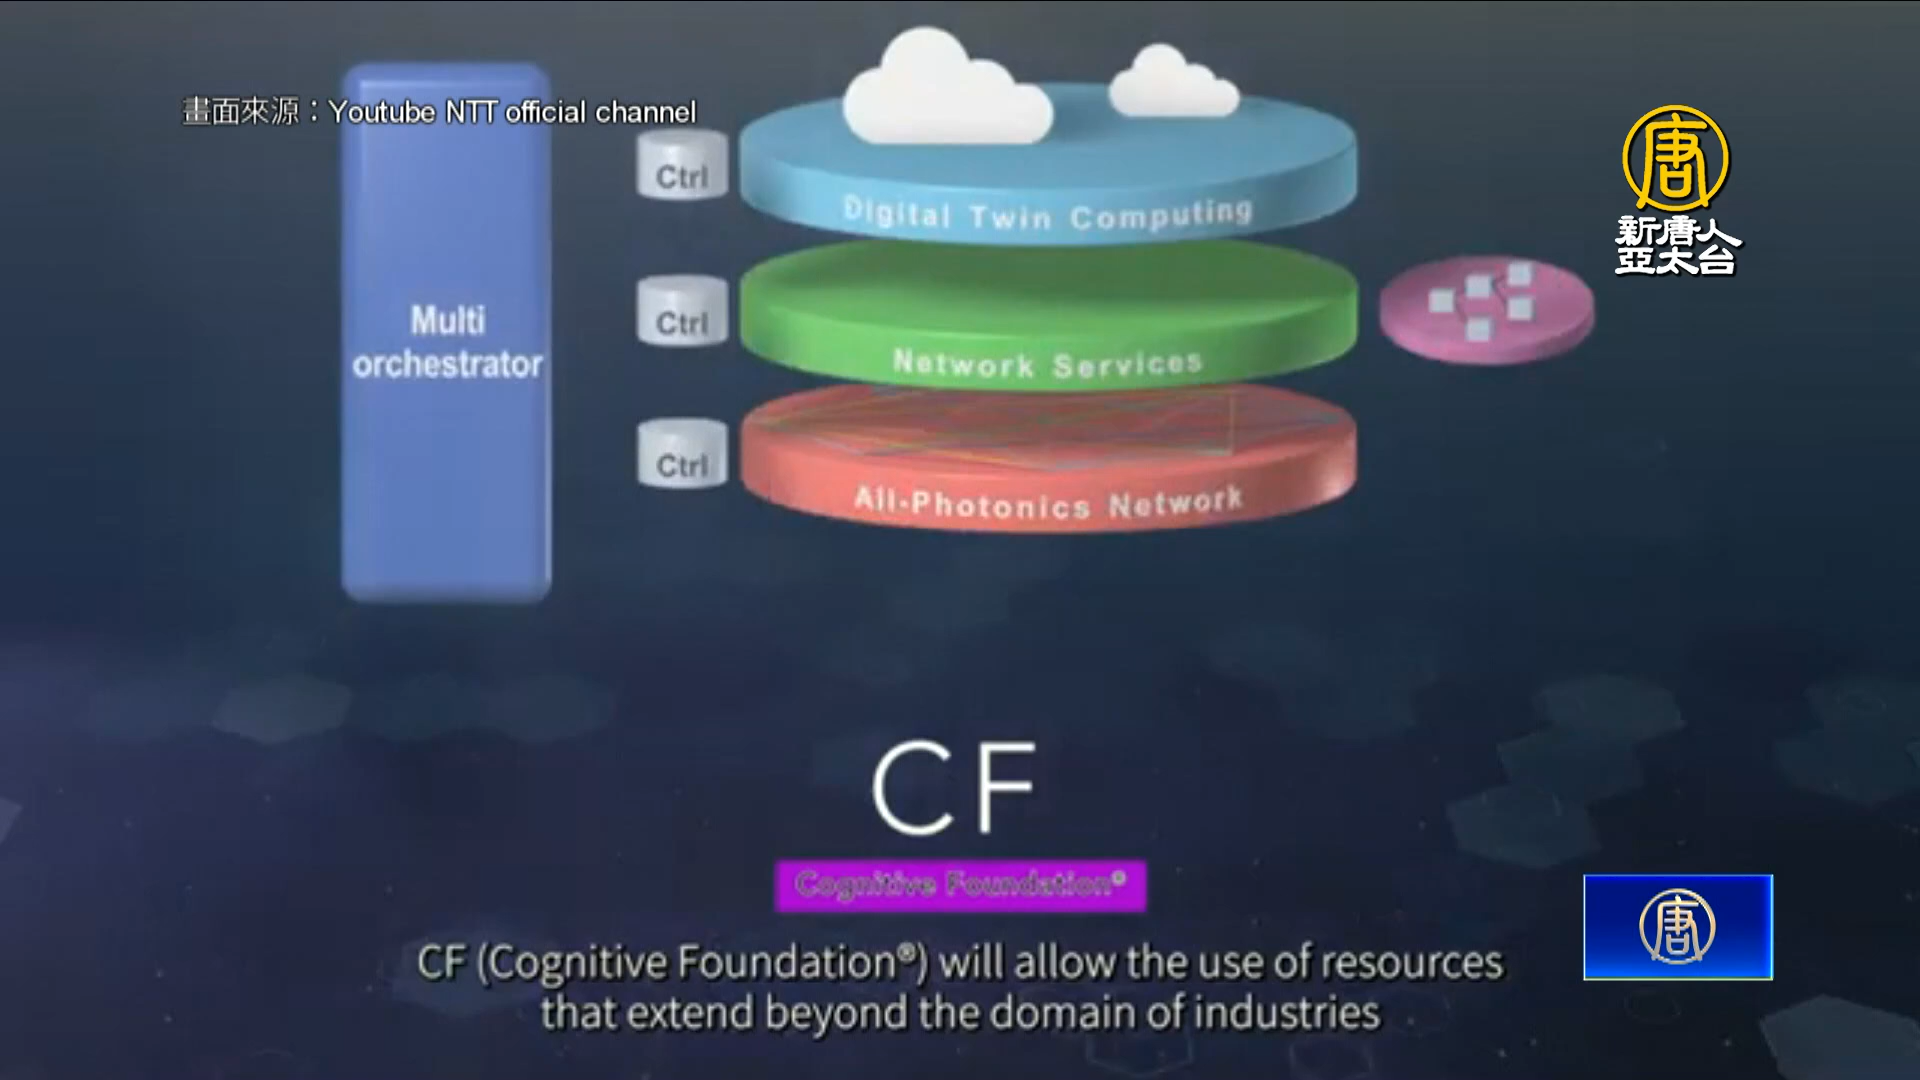 畫面來源：Youtube NTT official channel
Ctrl
Digital Twin Computing
唐
新唐人
亞太台
Multi
orchestrator
Ctrl
Network Services
Ctrl
All-Photonics Network
CF
Cognitive Foundation®
唐
CF (Cognitive Foundation®) will allow the use of resources
that extend beyond the domain of industries